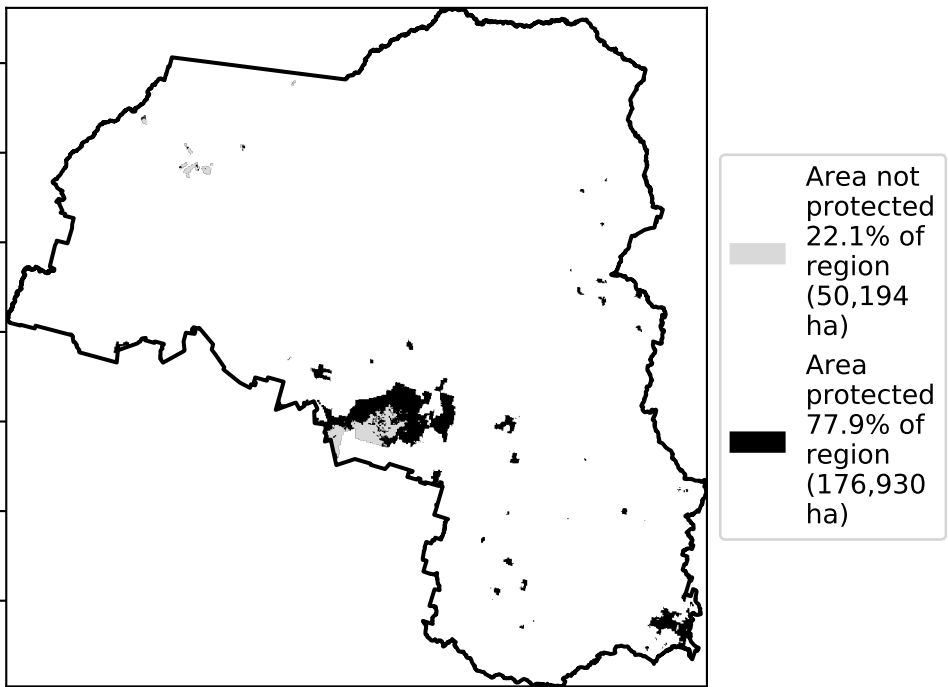 Area not
protected
22.1% of
region
(50,194
ha)
Area
protected
77.9% of
region
(176,930
ha)